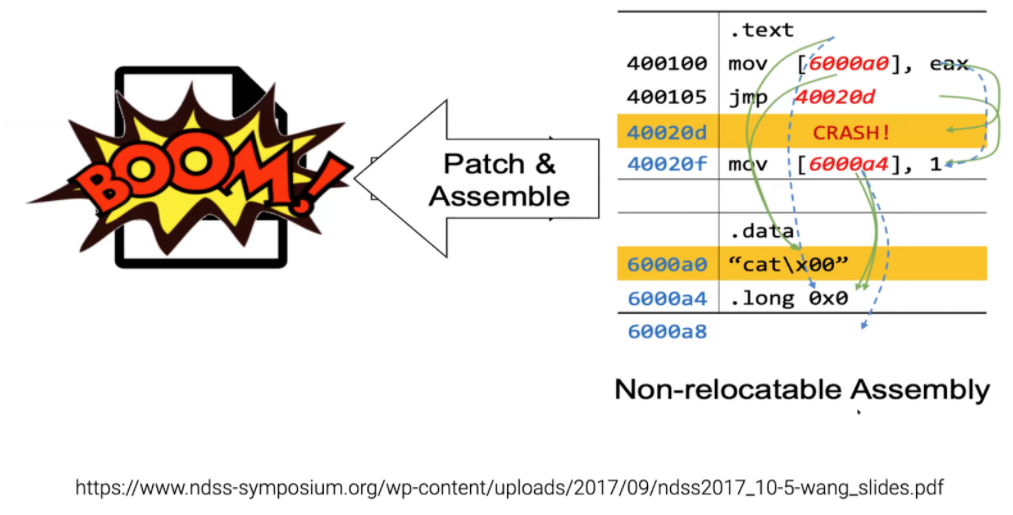 .text
400100 mov [6000a0], eax
400105 jmp 40020d
40020d CRASH!
40020f mov [6000a4], 1
.data
6000a0 “cat\x00”
6000a4 .long 0x0
6000a8
BOOM!
Patch &
Assemble
Non-relocatable Assembly
https://www.ndss-symposium.org/wp-content/uploads/2017/09/ndss2017_10-5-wang_slides.pdf